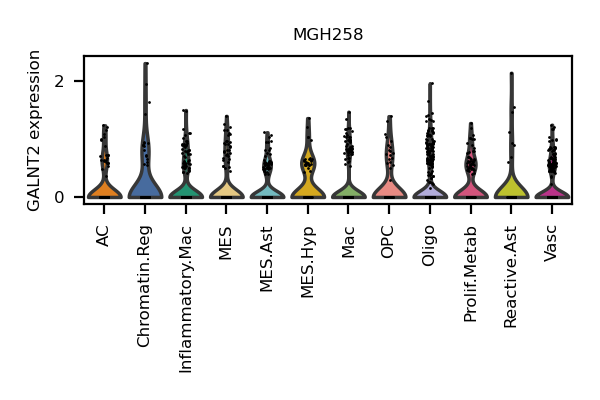 MGH258
GALNT2 expression
2
0
AC
Chromatin.Reg
Inflammatory.Mac
MES
MES.Ast
MES.Hyp
Mac
OPC
Oligo
Prolif.Metab
Reactive.Ast
Vasc